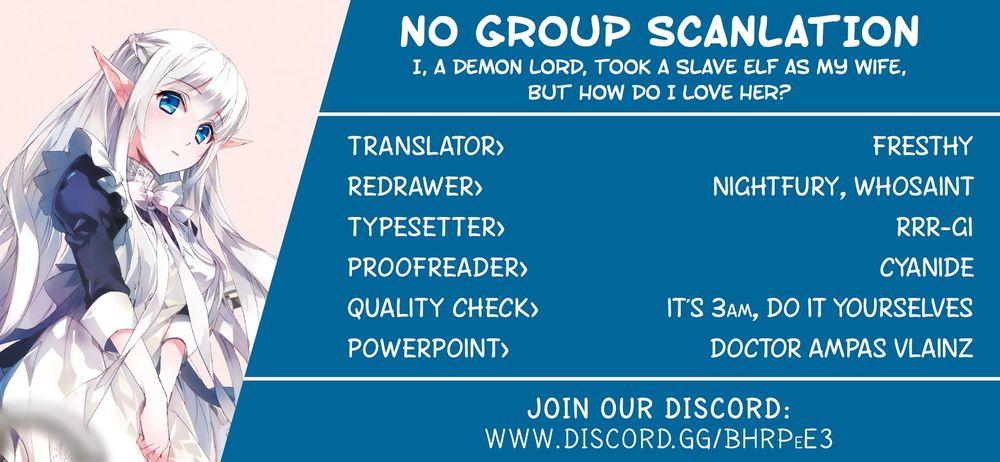 NO GROUP SCANLATION
I, A DEMON LORD, TOOK A SLAVE ELF AS MY WIFE,
BUT HOW DO I LOVE HER?
TRANSLATOR> FRESTHY
REDRAWER> NIGHTFURY, WHOSAINT
TYPESETTER> RRR-GI
PROOFREADER> CYANIDE
QUALITY CHECK> IT'S 3AM, DO IT YOURSELVES
POWERPOINT> DOCTOR AMPAS VLAINZ
JOIN OUR DISCORD:
WWW.DISCORD.GG/BHRPEE3